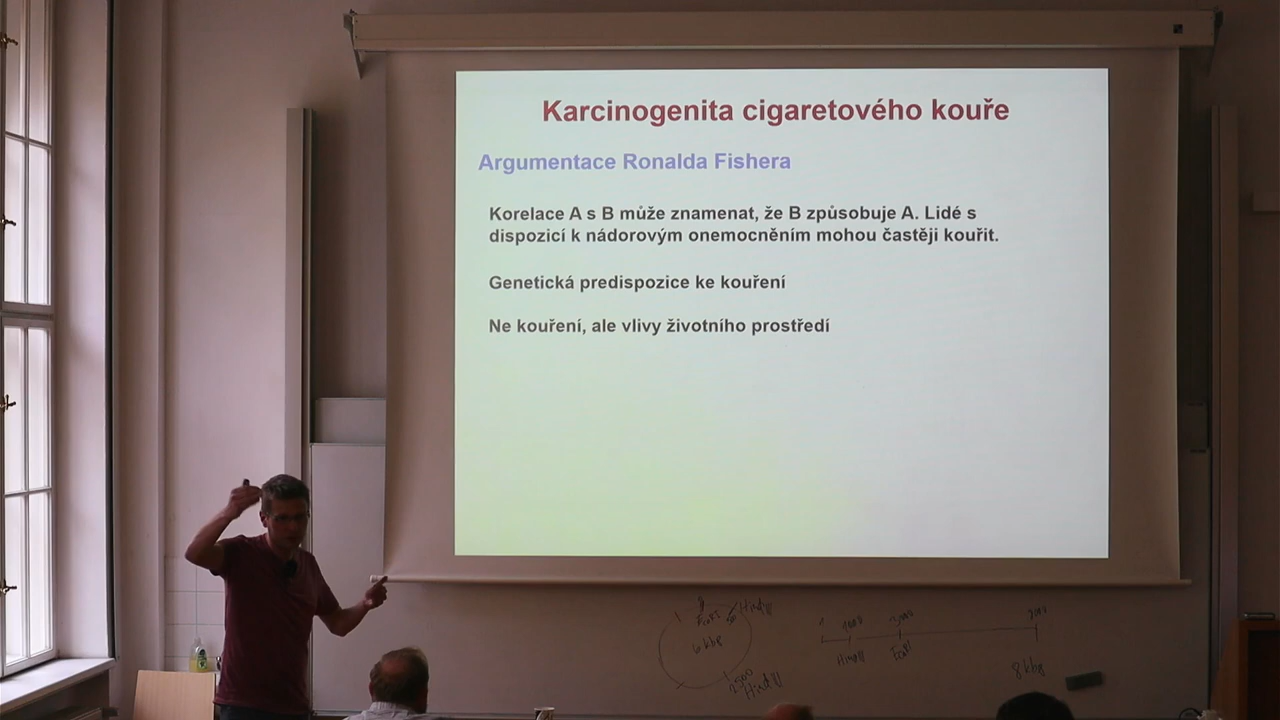 Karcinogenita cigaretového kouře
Argumentace Ronalda Fishera
Korelace A s B může znamenat, že B způsobuje A. Lidé s
dispozicí k nádorovým onemocněním mohou častěji kouřit.
Genetická predispozice ke kouření
Ne kouření, ale vlivy životního prostředí
6 kbp
2500
8 kbp